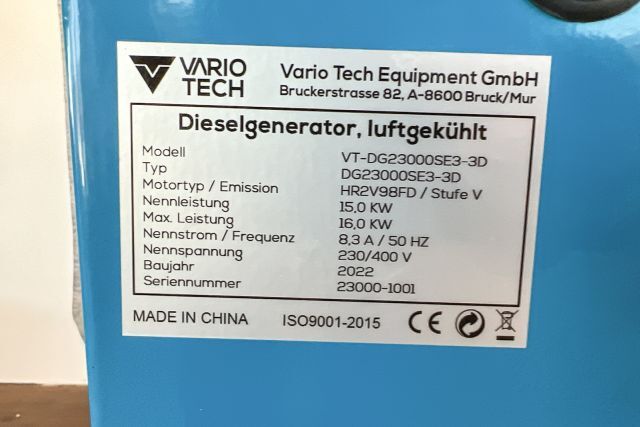 VARIO TECH
Vario Tech Equipment GmbH
Bruckerstrasse 82, A-8600 Bruck/Mur
Dieselgenerator, luftgekühlt
Modell VT-DG23000SE3-3D
Typ DG23000SE3-3D
Motortyp / Emission HR2V98FD / Stufe V
Nennleistung 15,0 KW
Max. Leistung 16,0 KW
Nennstrom / Frequenz 8,3 A / 50 HZ
Nennspannung 230/400 V
Baujahr 2022
Seriennummer 23000-1001
MADE IN CHINA ISO9001-2015 CE